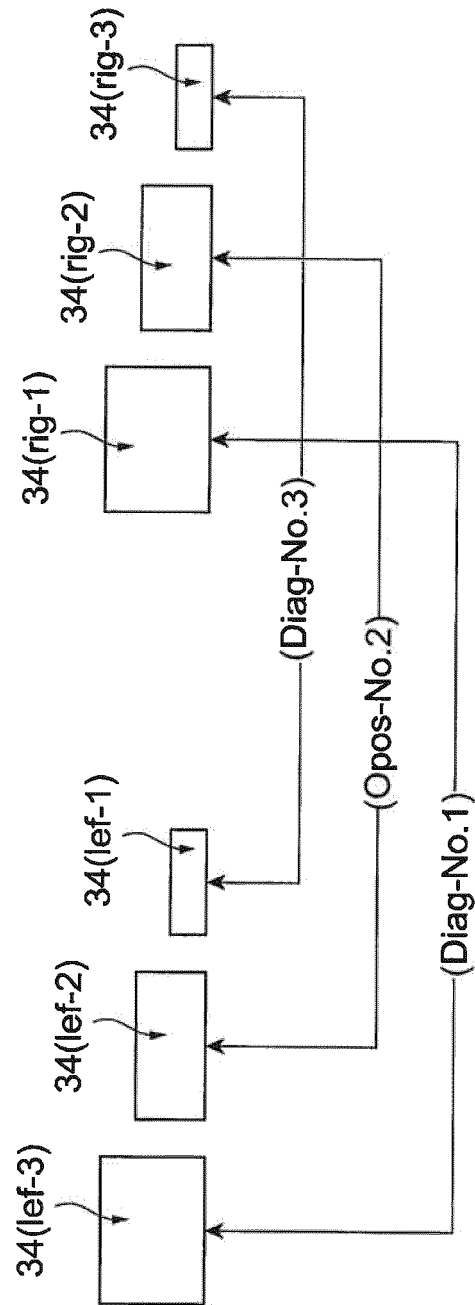 34(lef-3)
34(lef-2)
34(lef-1)
34(rig-1)
34(rig-2)
34(rig-3)
(Diag-No.3)
(Opos-No.2)
(Diag-No.1)